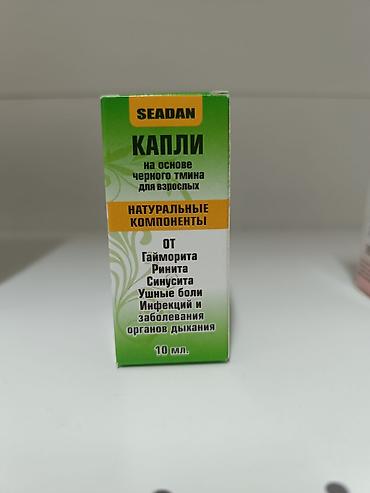 SEADAN
КАПЛИ
на основе
черного тмина
для взрослых
НАТУРАЛЬНЫЕ
КОМПОНЕНТЫ
ОТ
Гайморита
Ринита
Синусита
Ушные боли
Инфекций и
заболевания
органов дыхания
10 мл.